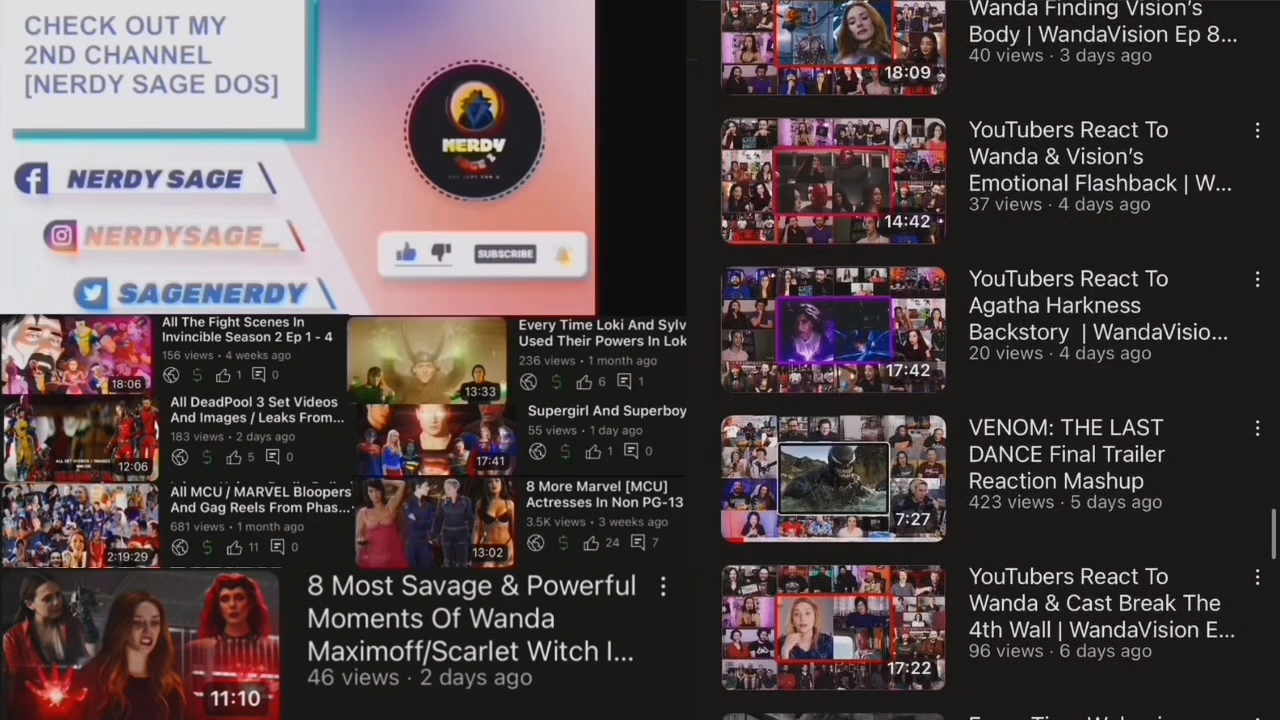 CHECK OUT MY
2ND CHANNEL
[NERDY SAGE DOS]
NERDY
NERDY SAGE
NERDYSAGE_
SAGENERDY
SUBSCRIBE
All The Fight Scenes In
Invincible Season 2 Ep 1 - 4
156 views • 4 weeks ago
1 0
18:06
All DeadPool 3 Set Videos
And Images / Leaks From...
183 views • 2 days ago
5 0
12:06
All MCU / MARVEL Bloopers
And Gag Reels From Phas...
681 views • 1 month ago
11 0
2:19:29
Every Time Loki And Sylv
Used Their Powers In Lok
236 views • 1 month ago
6 1
13:33
Supergirl And Superboy
55 views • 1 day ago
1 0
17:41
8 More Marvel [MCU]
Actresses In Non PG-13
3.5K views • 3 weeks ago
24 7
13:02
8 Most Savage & Powerful
Moments Of Wanda
Maximoff/Scarlet Witch I...
46 views · 2 days ago
11:10
Wanda Finding Vision's
Body | WandaVision Ep 8...
40 views · 3 days ago
18:09
YouTubers React To
Wanda & Vision's
Emotional Flashback | W...
37 views · 4 days ago
14:42
YouTubers React To
Agatha Harkness
Backstory | WandaVisio...
20 views · 4 days ago
17:42
VENOM: THE LAST
DANCE Final Trailer
Reaction Mashup
423 views · 5 days ago
7:27
YouTubers React To
Wanda & Cast Break The
4th Wall | WandaVision E...
96 views · 6 days ago
17:22